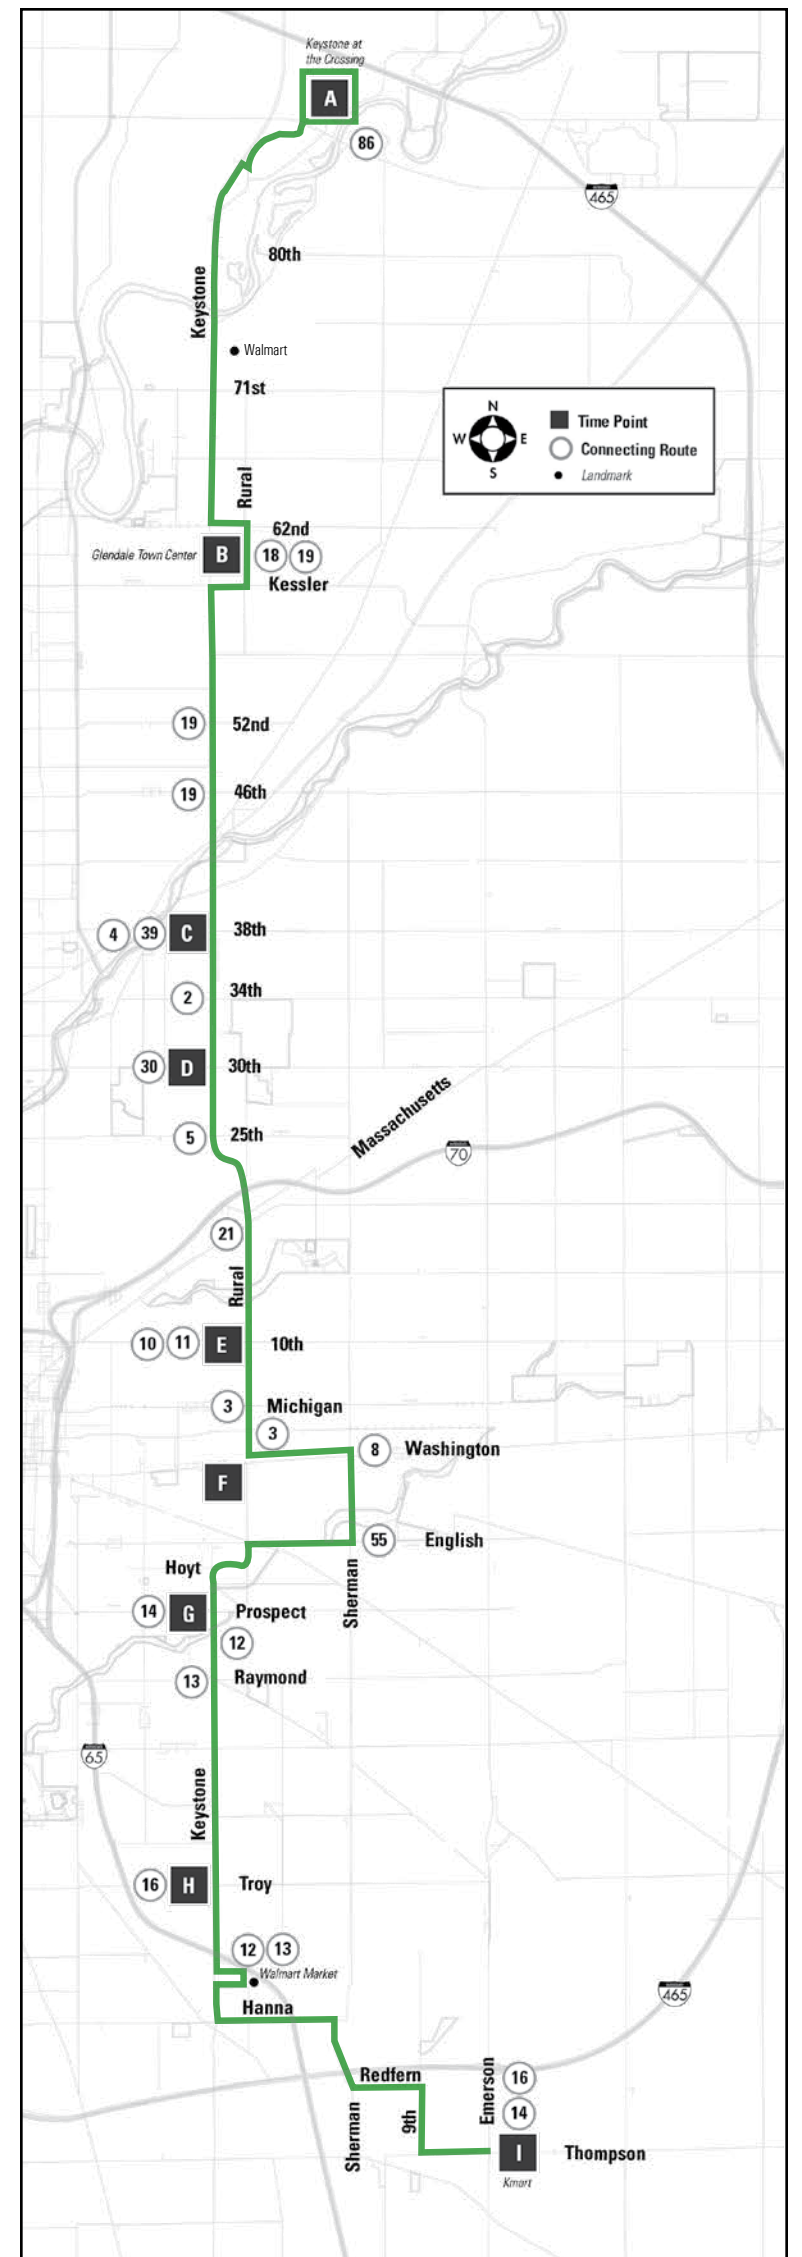 Keystone at
the Crossing
A
86
465
80th
Keystone
Walmart
71st
N
W E
S
Time Point
Connecting Route
Landmark
Rural
62nd
Glendale Town Center
B
18 19
Kessler
19
52nd
19
46th
4 39 C
38th
2
34th
30 D
30th
Massachusetts
5
25th
70
21
Rural
10 11 E
10th
3
Michigan
3
8
Washington
F
55
English
Hoyt
Sherman
14 G
Prospect
12
13
Raymond
65
Keystone
16 H
Troy
12 13
Walmart Market
465
Hanna
Redfern
Emerson
16
14
Sherman
9th
I
Thompson
Kmart